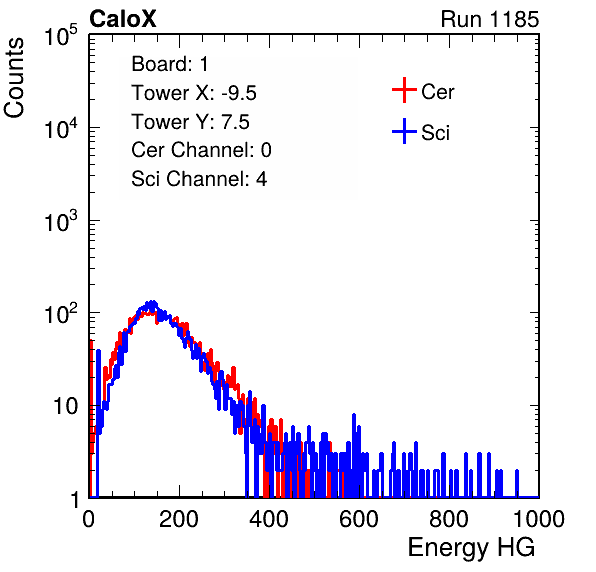 CaloX Run 1185
Counts
10^5
10^4
10^3
10^2
10
1
Board: 1
Tower X: -9.5
Tower Y: 7.5
Cer Channel: 0
Sci Channel: 4
Cer
Sci
0 200 400 600 800 1000
Energy HG